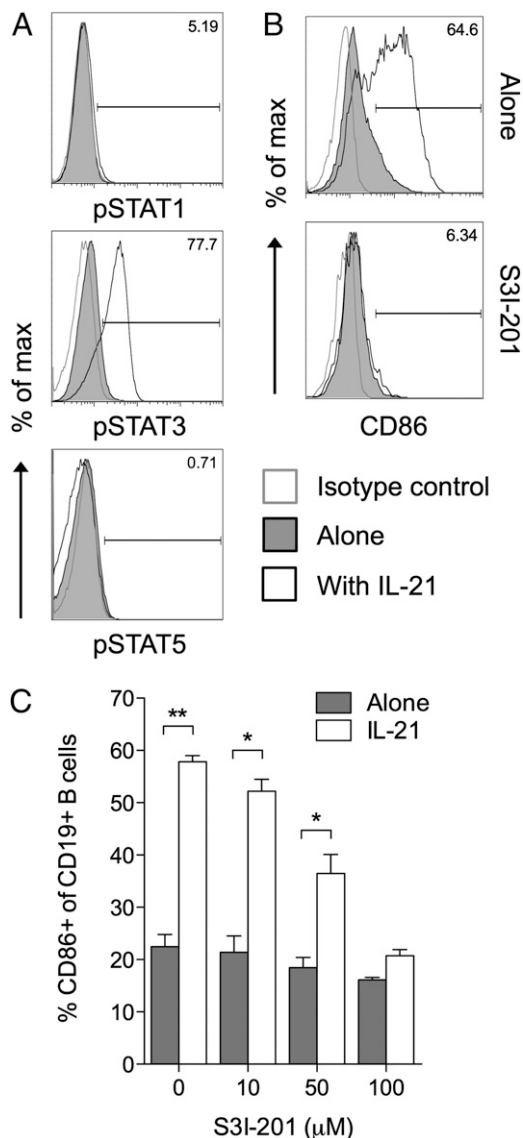 A
5.19
pSTAT1
77.7
% of max
pSTAT3
0.71
pSTAT5
B
64.6
Alone
% of max
6.34
S3I-201
CD86
Isotype control
Alone
With IL-21
C
Alone
IL-21
% CD86+ of CD19+ B cells
70
60
50
40
30
20
10
0
**
*
*
0 10 50 100
S3I-201 (μM)